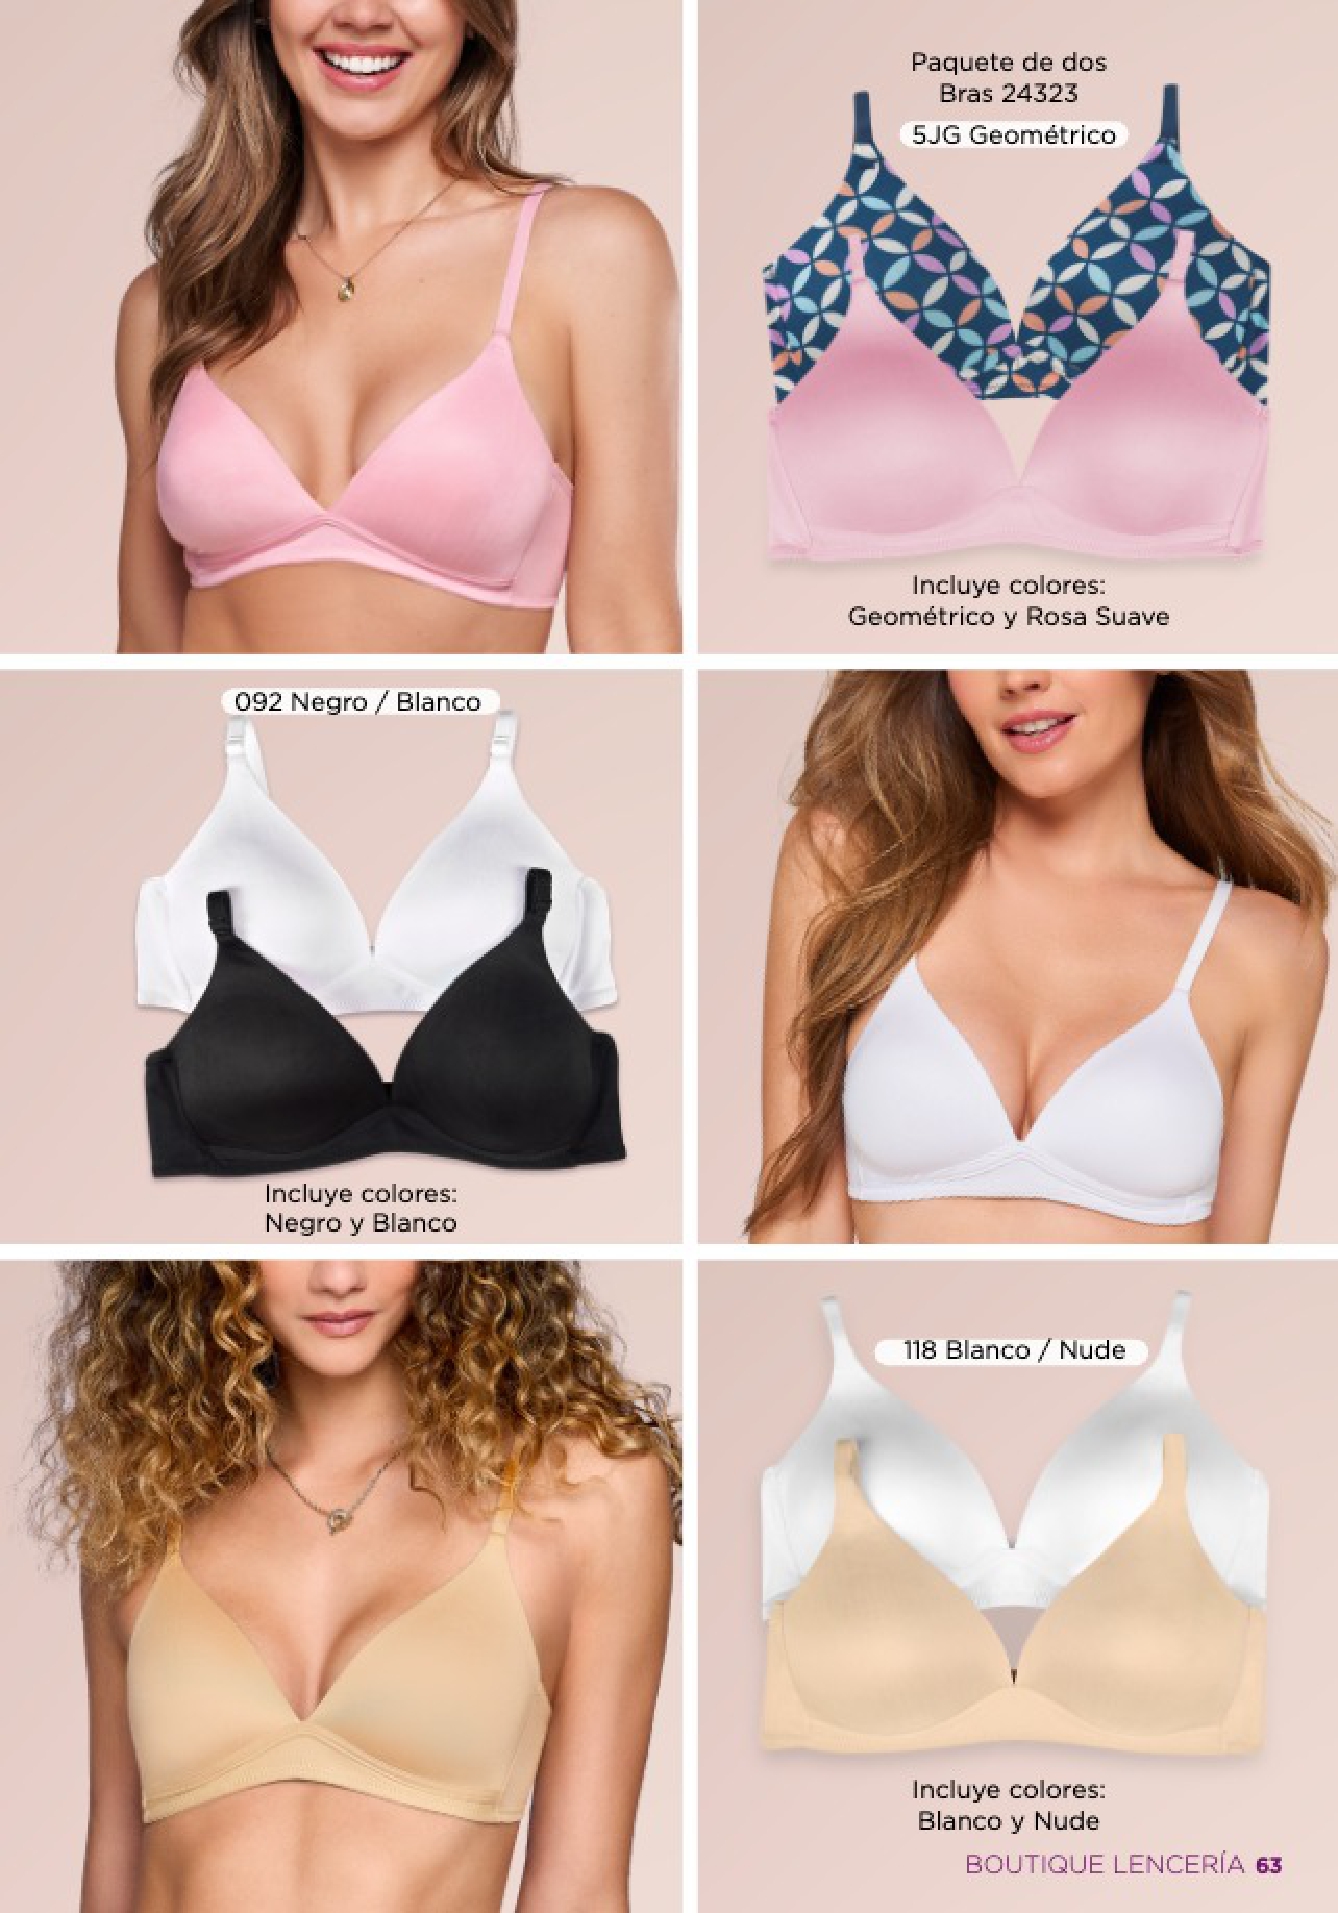 Paquete de dos
Bras 24323
5JG Geométrico
Incluye colores:
Geométrico y Rosa Suave
092 Negro / Blanco
Incluye colores:
Negro y Blanco
118 Blanco / Nude
Incluye colores:
Blanco y Nude
BOUTIQUE LENCERÍA 63